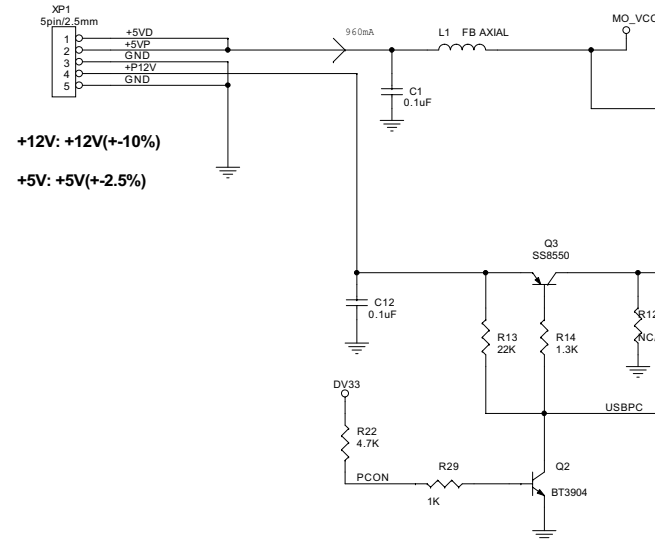 XP1
5pin/2.5mm
1 +5VD
2 +5VP
3 GND
4 +P12V
5 GND
960mA
L1 FB AXIAL
MO_VCC
C1
0.1uF
+12V: +12V(+-10%)
+5V: +5V(+-2.5%)
Q3
SS8550
C12
0.1uF
R13
22K
R14
1.3K
R12
NC
DV33
R22
4.7K
USBPC
PCON
R29
1K
Q2
BT3904